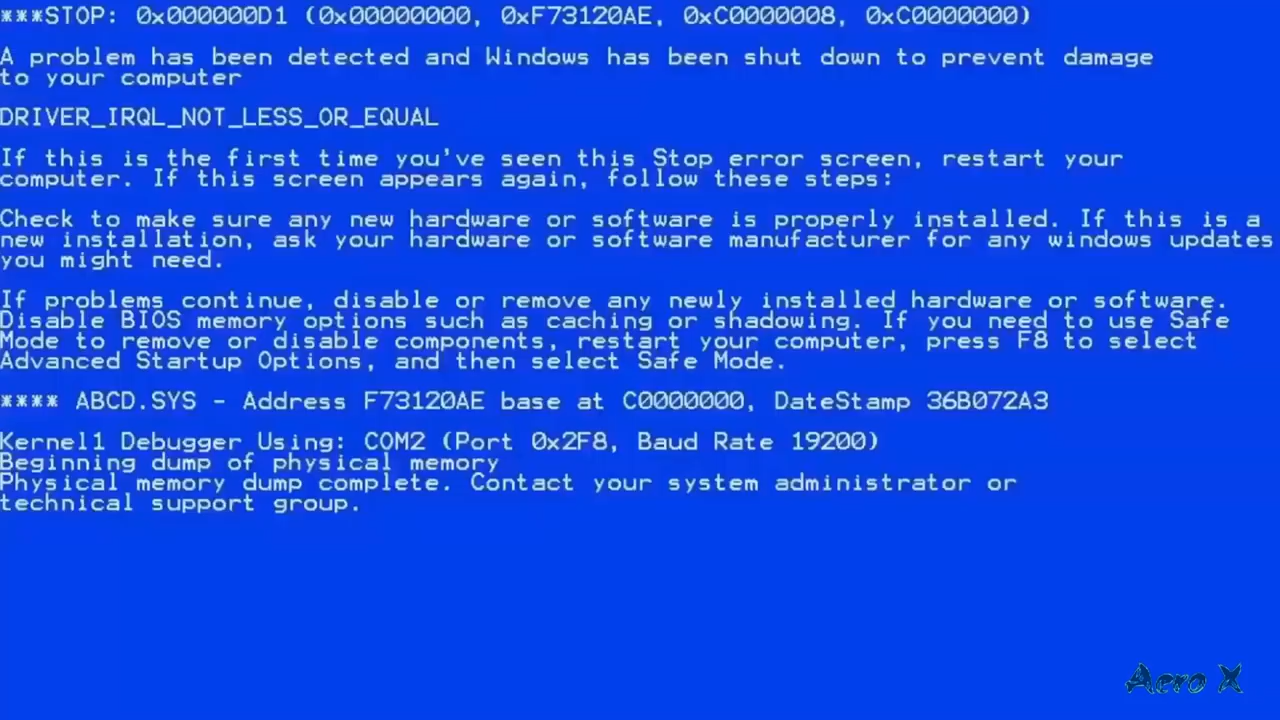 ***STOP: 0x000000D1 (0x00000000, 0xF73120AE, 0xC0000008, 0xC0000000)
A problem has been detected and Windows has been shut down to prevent damage
to your computer
DRIVER_IRQL_NOT_LESS_OR_EQUAL
If this is the first time you've seen this Stop error screen, restart your
computer. If this screen appears again, follow these steps:
Check to make sure any new hardware or software is properly installed. If this is a
new installation, ask your hardware or software manufacturer for any windows updates
you might need.
If problems continue, disable or remove any newly installed hardware or software.
Disable BIOS memory options such as caching or shadowing. If you need to use Safe
Mode to remove or disable components, restart your computer, press F8 to select
Advanced Startup Options, and then select Safe Mode.
**** ABCD.SYS - Address F73120AE base at C0000000, DateStamp 36B072A3
Kernel1 Debugger Using: COM2 (Port 0x2F8, Baud Rate 19200)
Beginning dump of physical memory
Physical memory dump complete. Contact your system administrator or
technical support group.
Aero X